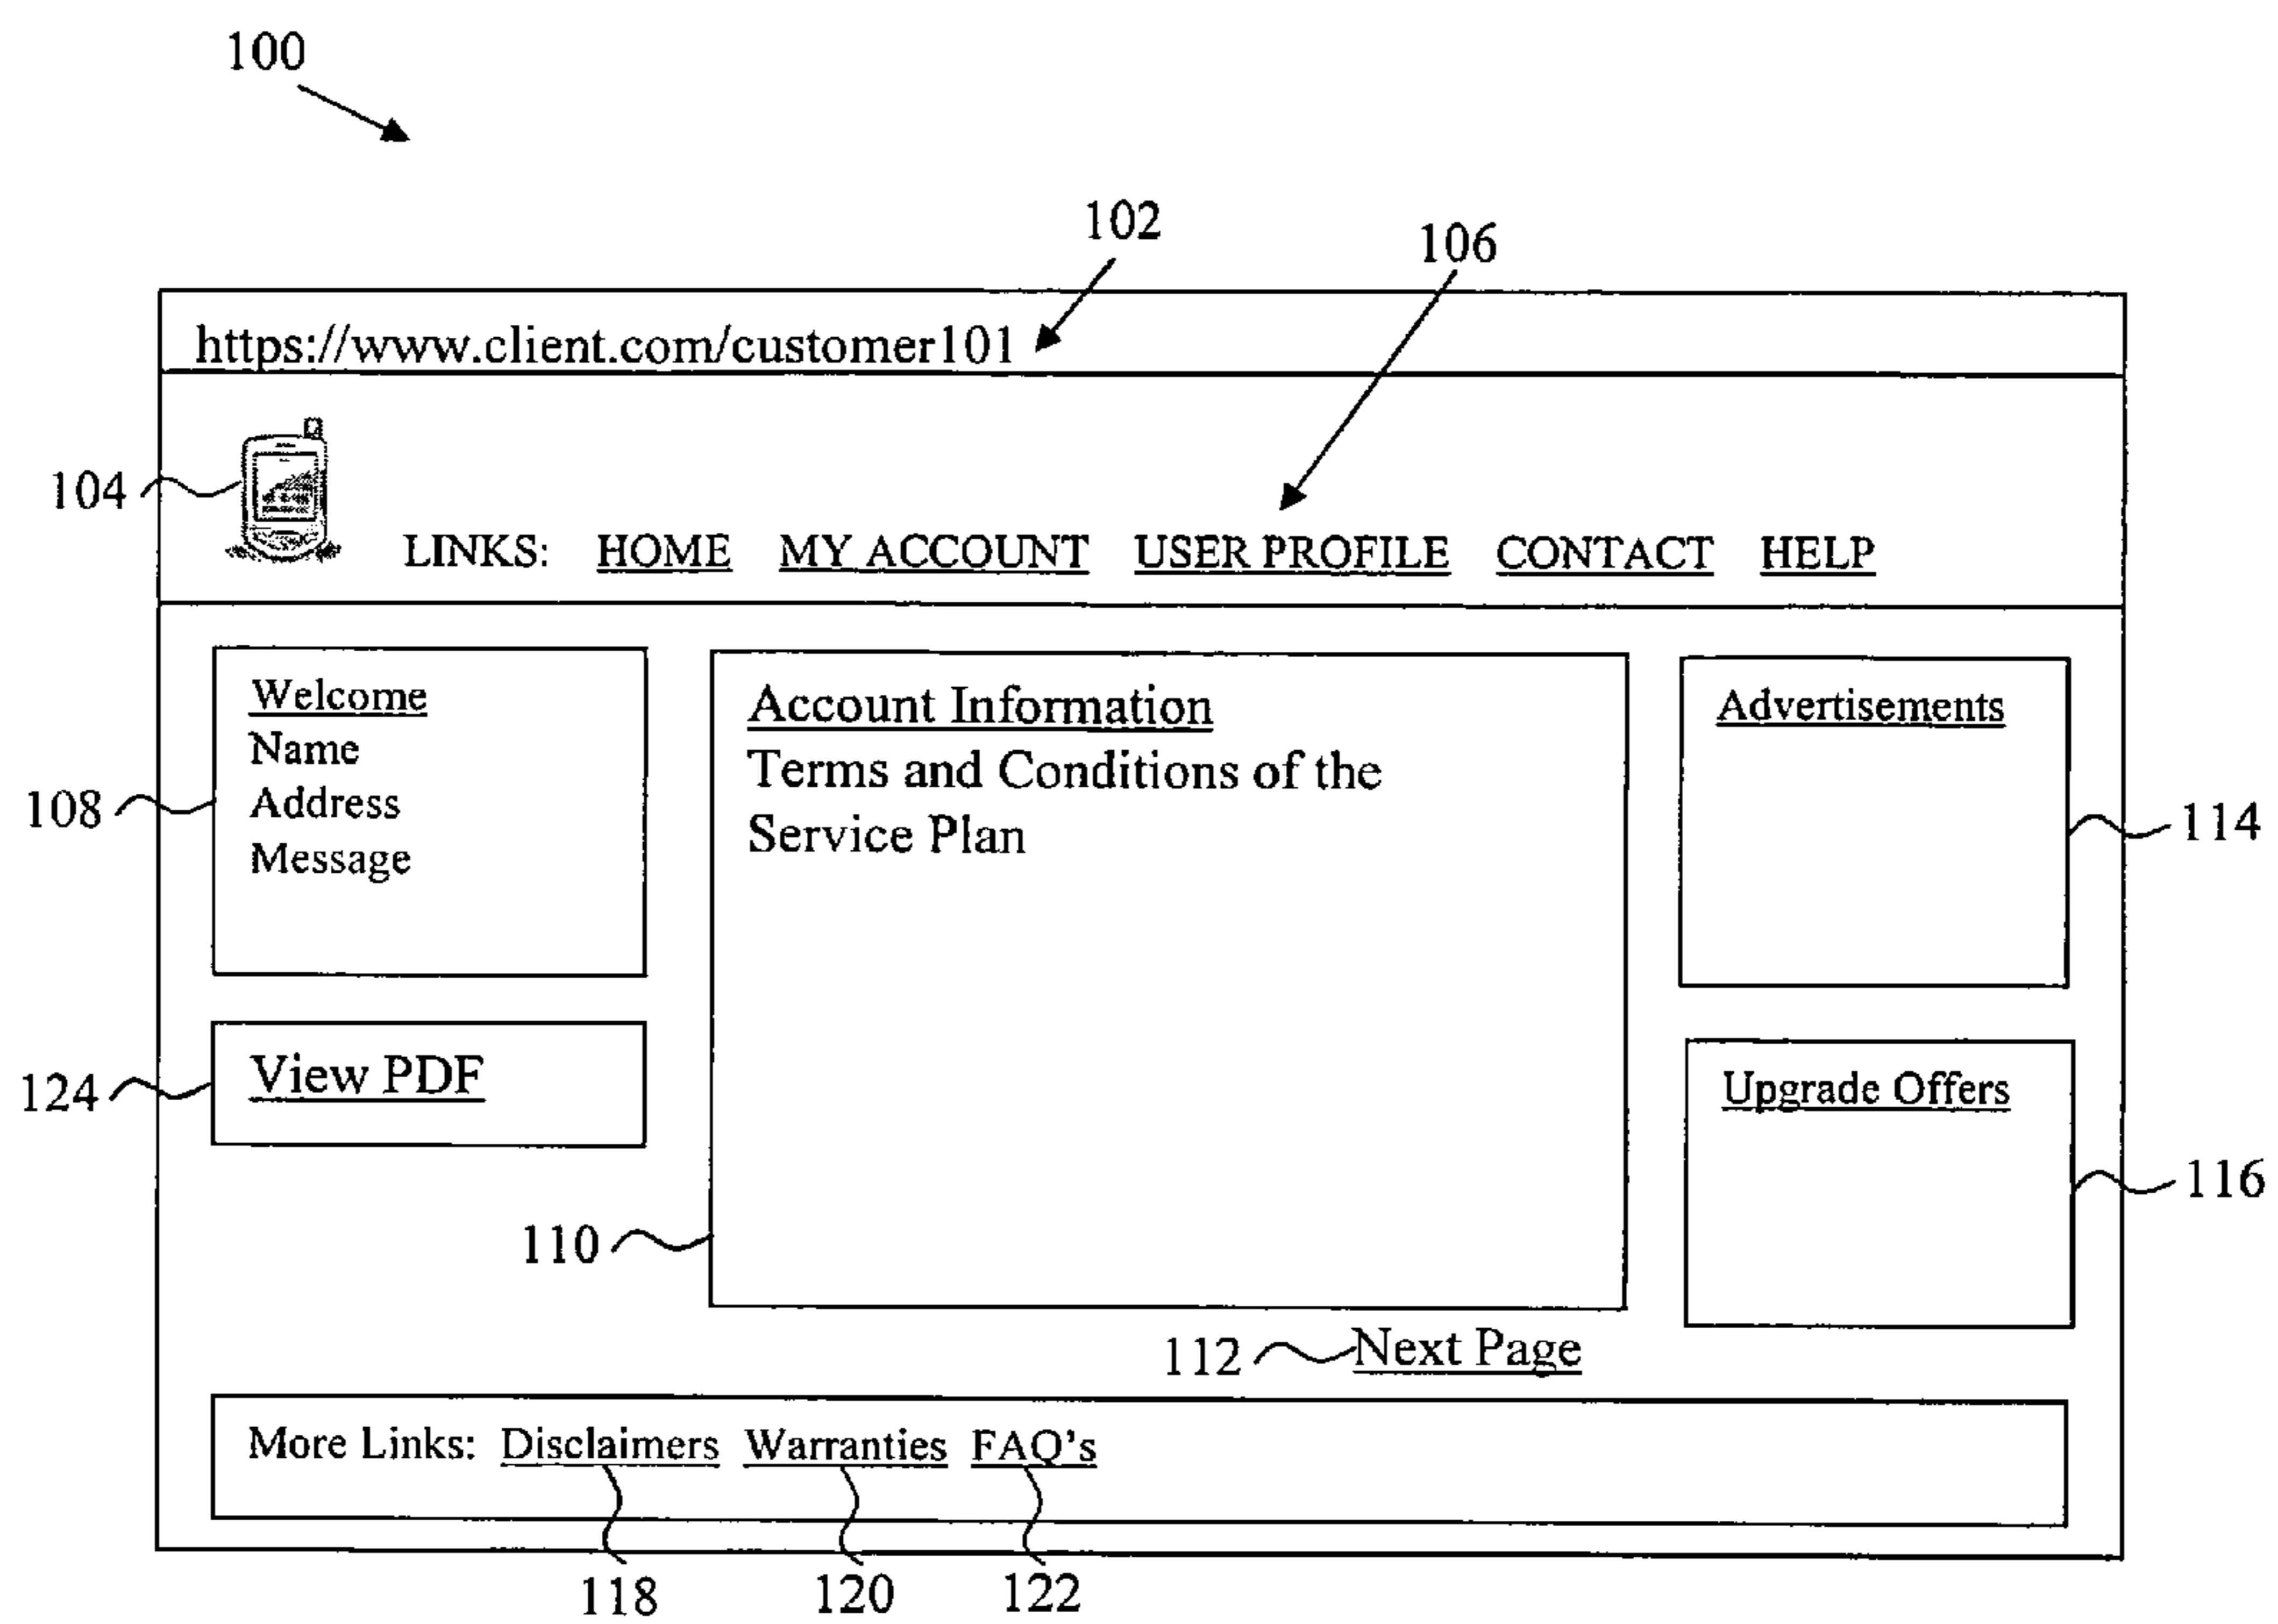 100
102
106
https://www.client.com/customer101
104
LINKS: HOME MY ACCOUNT USER PROFILE CONTACT HELP
Welcome
Name
Address
Message
108
Account Information
Terms and Conditions of the
Service Plan
Advertisements
114
View PDF
124
Upgrade Offers
116
110
112 Next Page
More Links: Disclaimers Warranties FAQ's
118
120
122